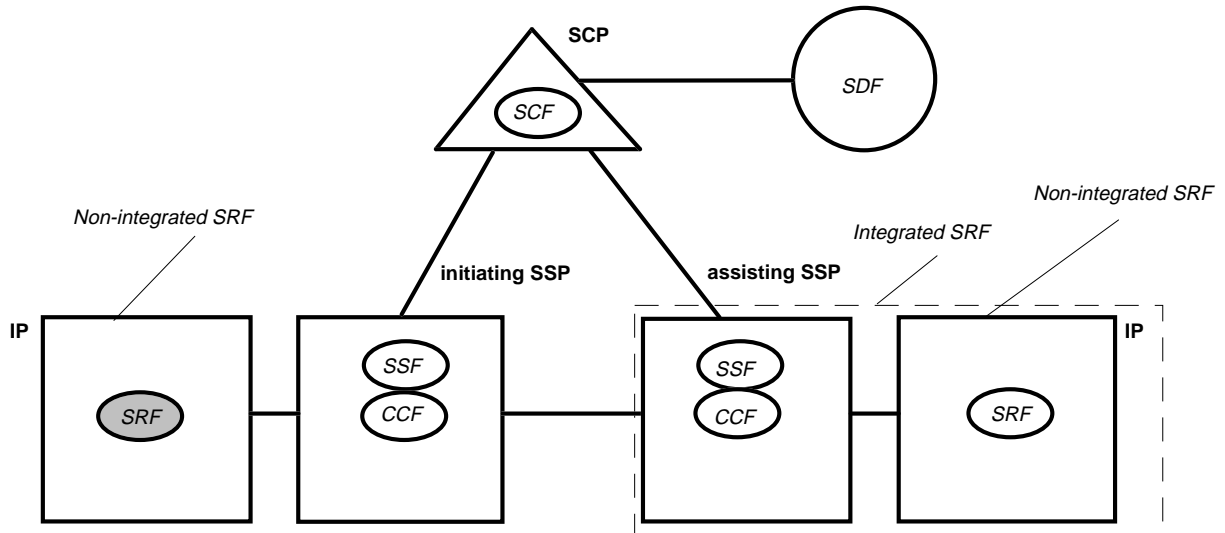 SCP
SDF
SCF
Non-integrated SRF
Non-integrated SRF
Integrated SRF
initiating SSP
assisting SSP
IP
IP
SSF
SSF
SRF
CCF
CCF
SRF